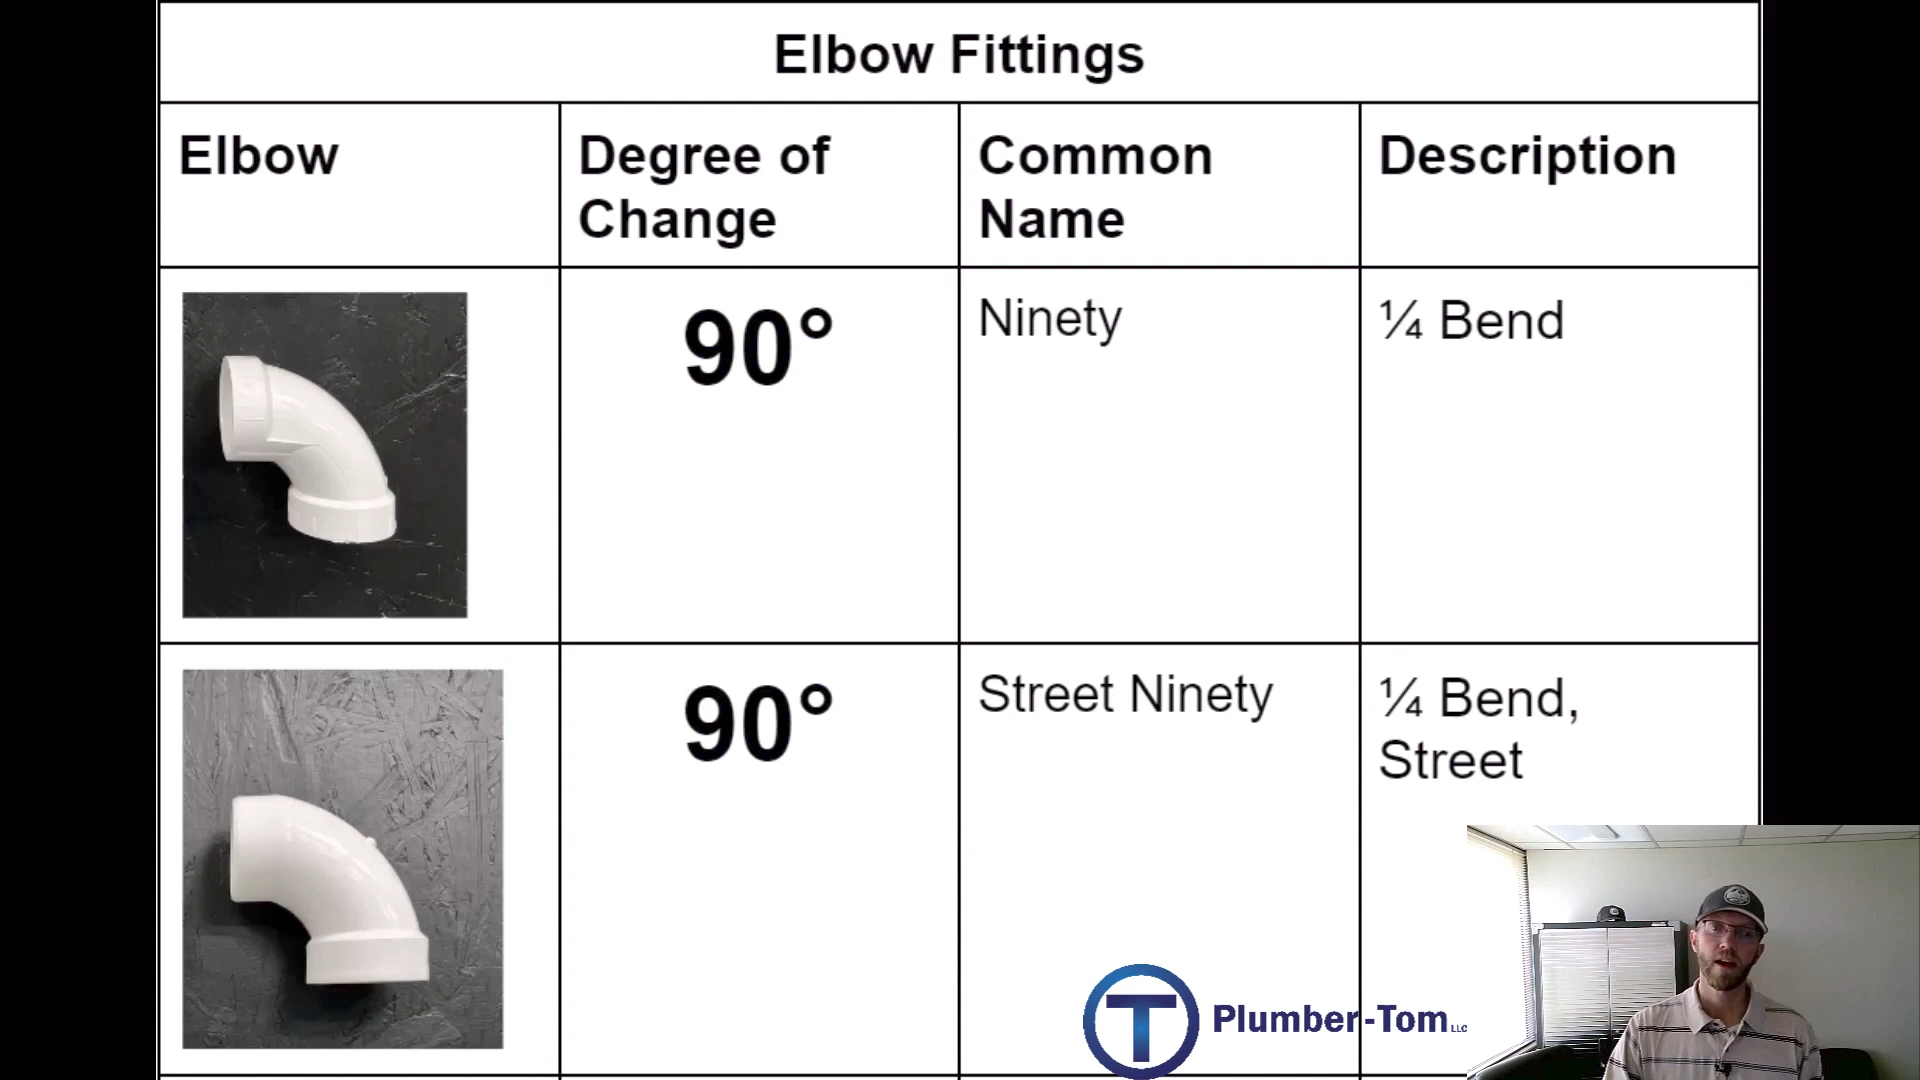 Elbow Fittings
Elbow
Degree of
Change
Common
Name
Description
90°
Ninety
¼ Bend
90°
Street Ninety
¼ Bend,
Street
T Plumber-Tom LLC